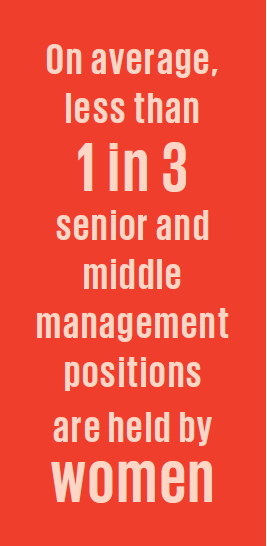 On average,
less than
1 in 3
senior and
middle
management
positions
are held by
women